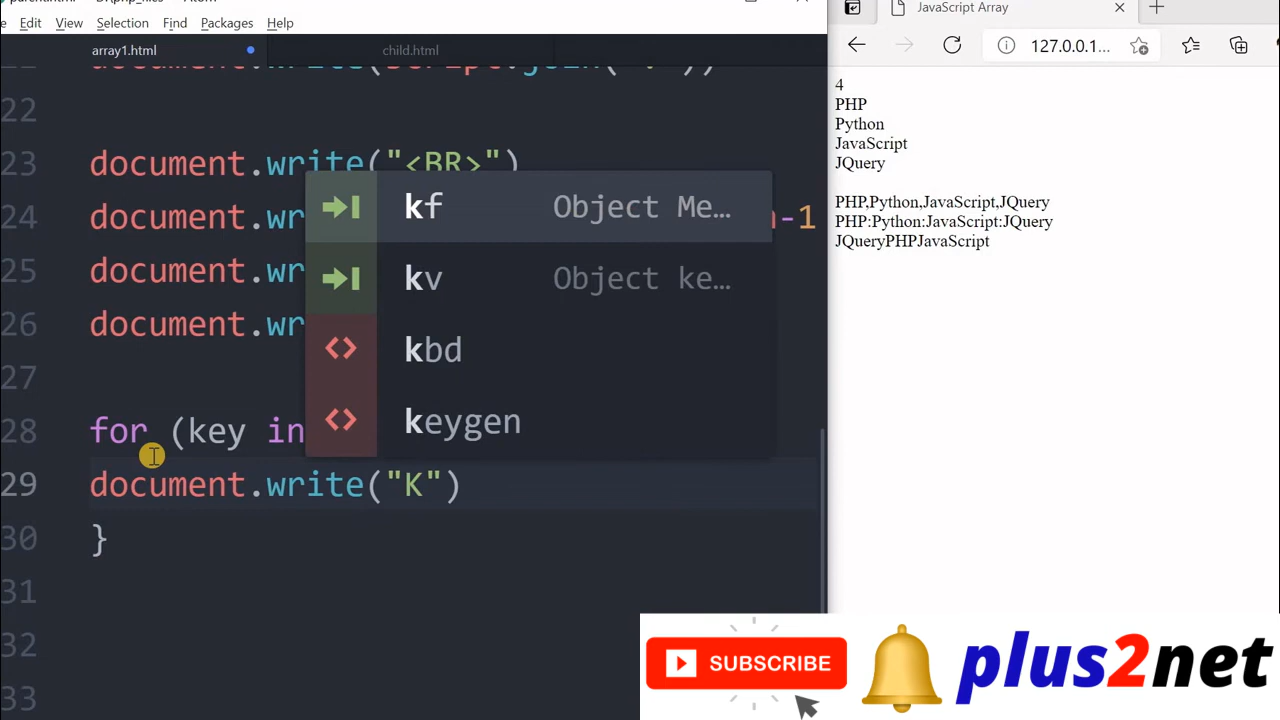 Edit View Selection Find Packages Help
array1.html child.html
JavaScript Array
127.0.0.1...
22
23 document.write("<BR>")
24 document.wr -1
25 document.wr
26 document.wr
27
28 for (key in
29 document.write("K")
30 }
31
32
33
kf Object Me...
kv Object ke...
kbd
keygen
4
PHP
Python
JavaScript
JQuery
PHP,Python,JavaScript,JQuery
PHP:Python:JavaScript:JQuery
JQueryPHPJavaScript
SUBSCRIBE
plus2net